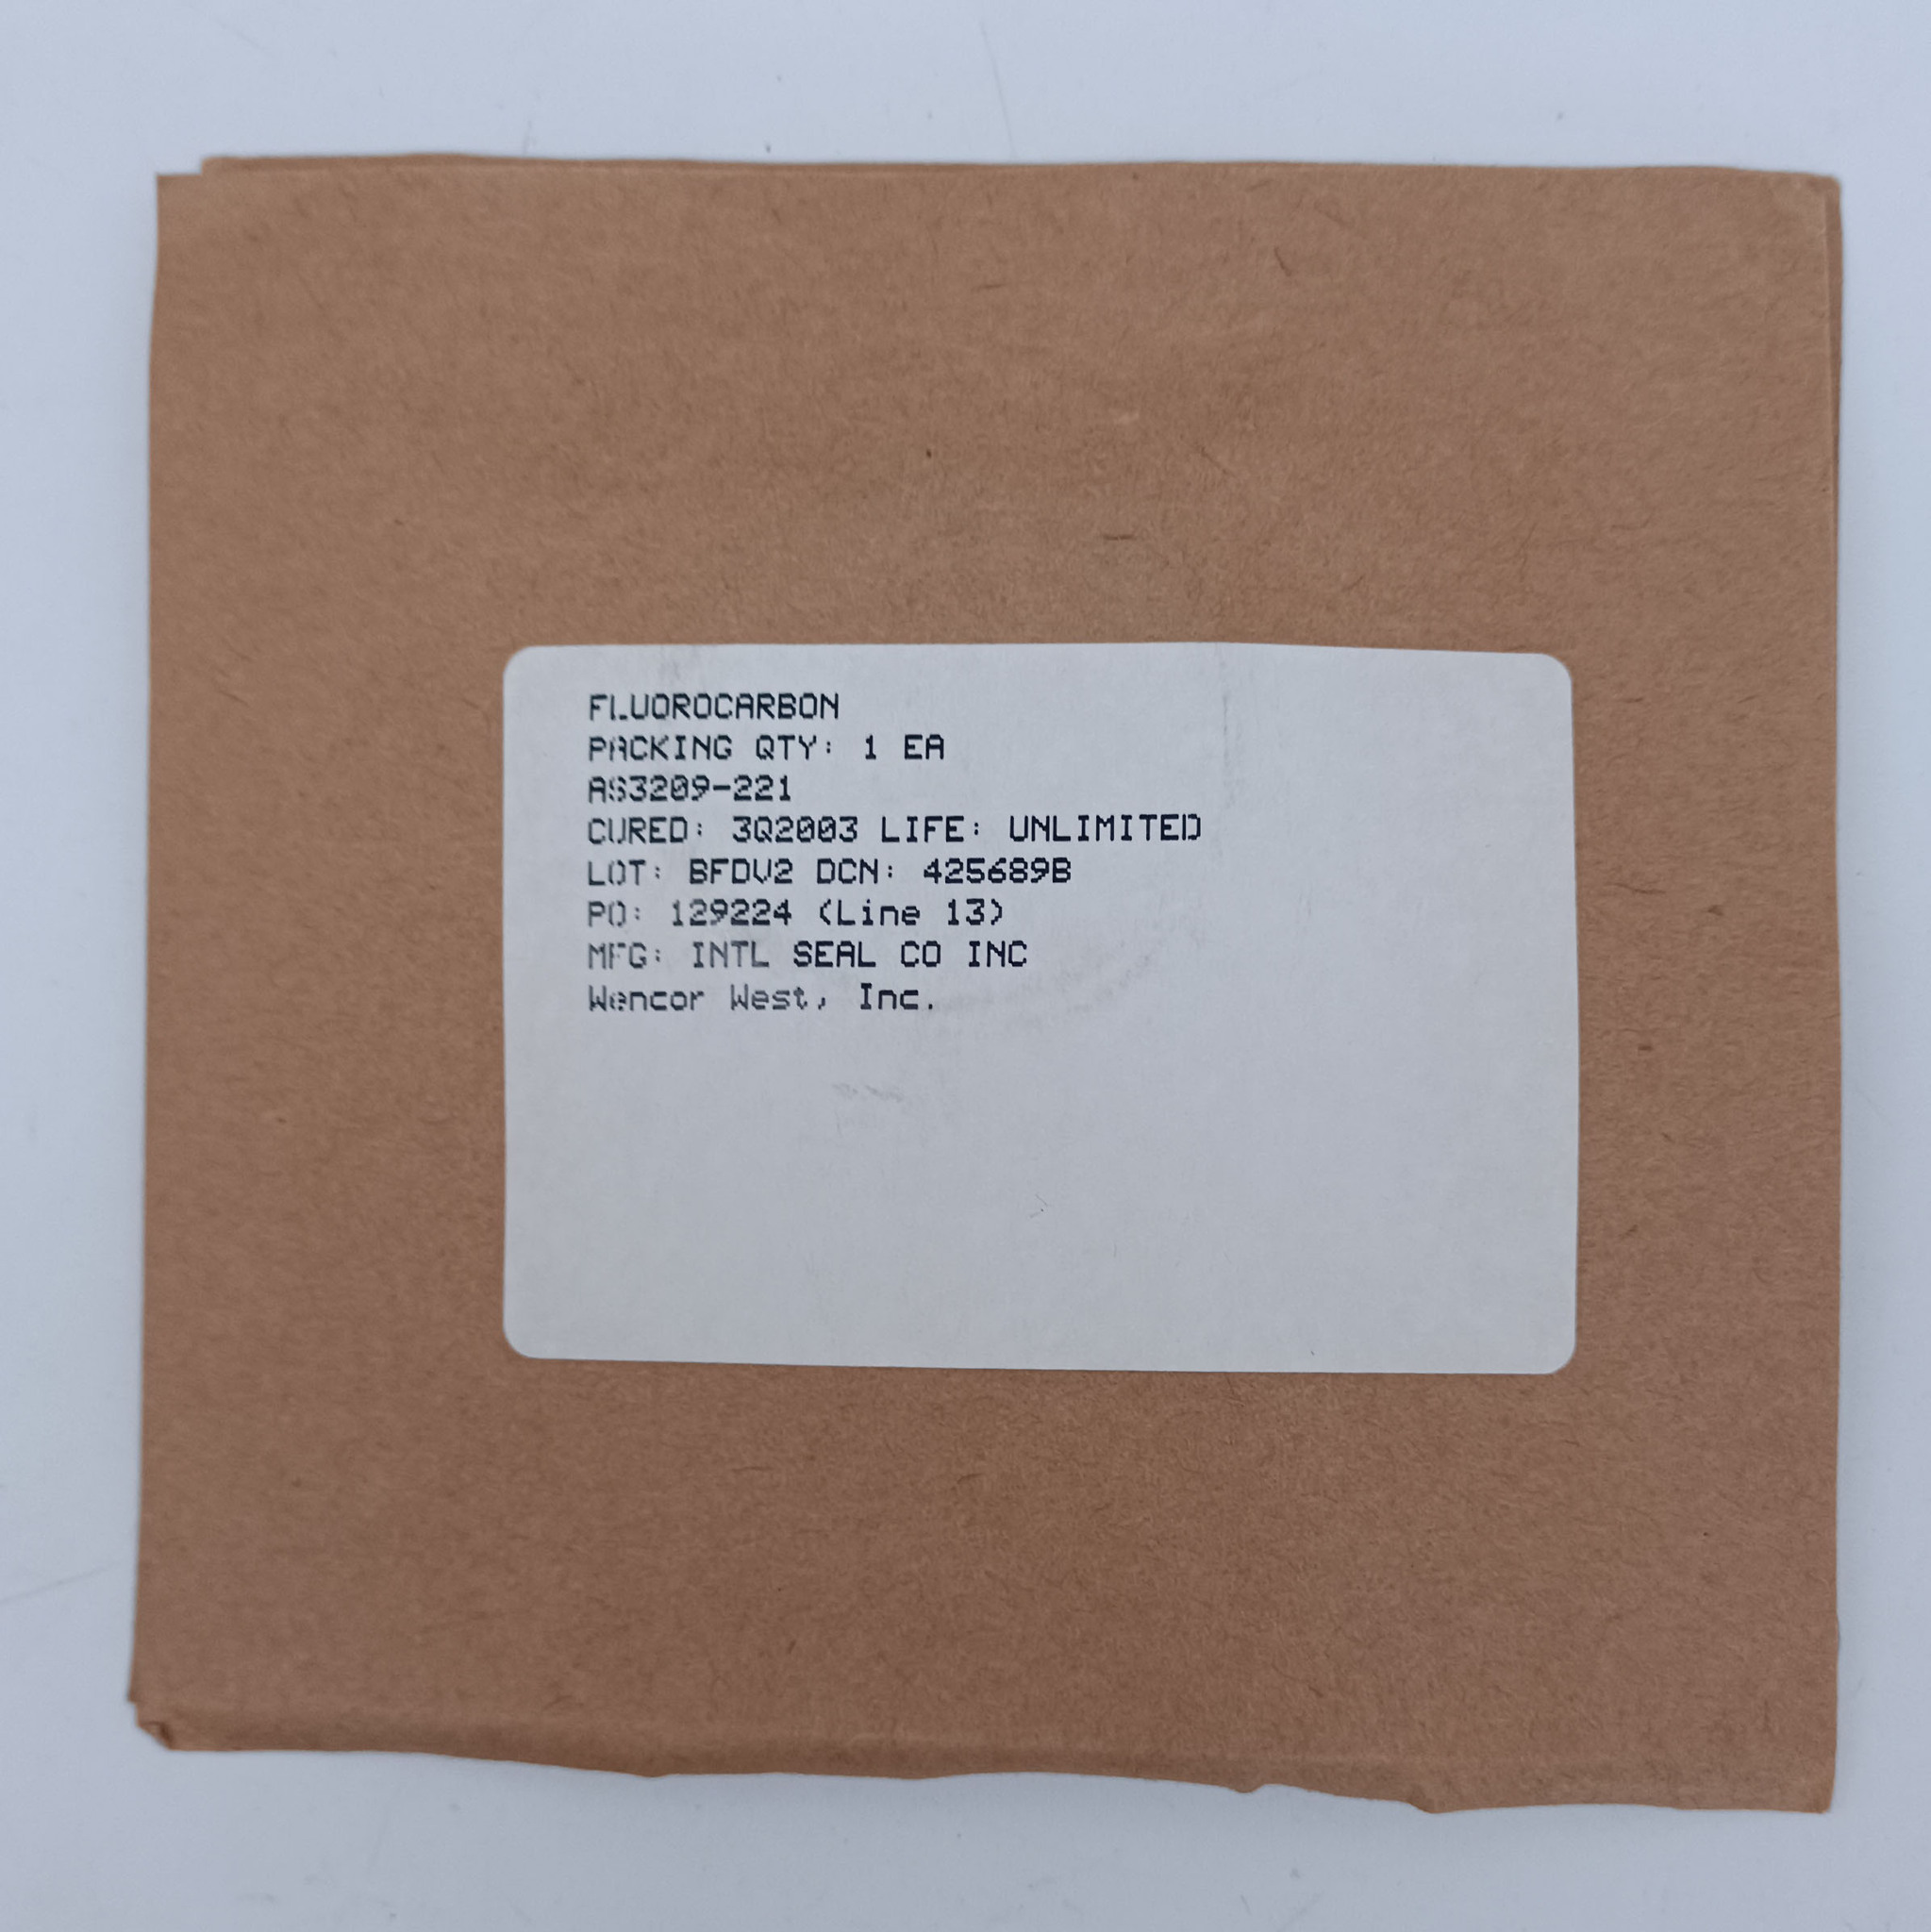 FLUOROCARBON
PACKING QTY: 1 EA
AS3209-221
CURED: 3Q2003 LIFE: UNLIMITED
LOT: BFDV2 DCN: 425689B
PO: 129224 (Line 13)
MFG: INTL SEAL CO INC
Wencor West, Inc.